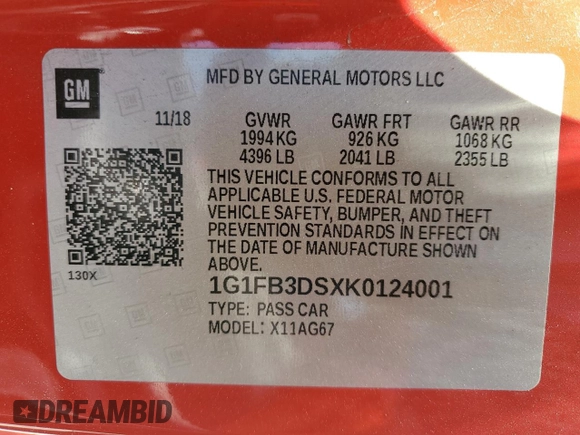 GM
MFD BY GENERAL MOTORS LLC
11/18 GVWR GAWR FRT GAWR RR
1994 KG 926 KG 1068 KG
4396 LB 2041 LB 2355 LB
THIS VEHICLE CONFORMS TO ALL
APPLICABLE U.S. FEDERAL MOTOR
VEHICLE SAFETY, BUMPER, AND THEFT
PREVENTION STANDARDS IN EFFECT ON
THE DATE OF MANUFACTURE SHOWN
ABOVE.
130X
1G1FB3DSXK0124001
TYPE: PASS CAR
MODEL: X11AG67
DREAMBID